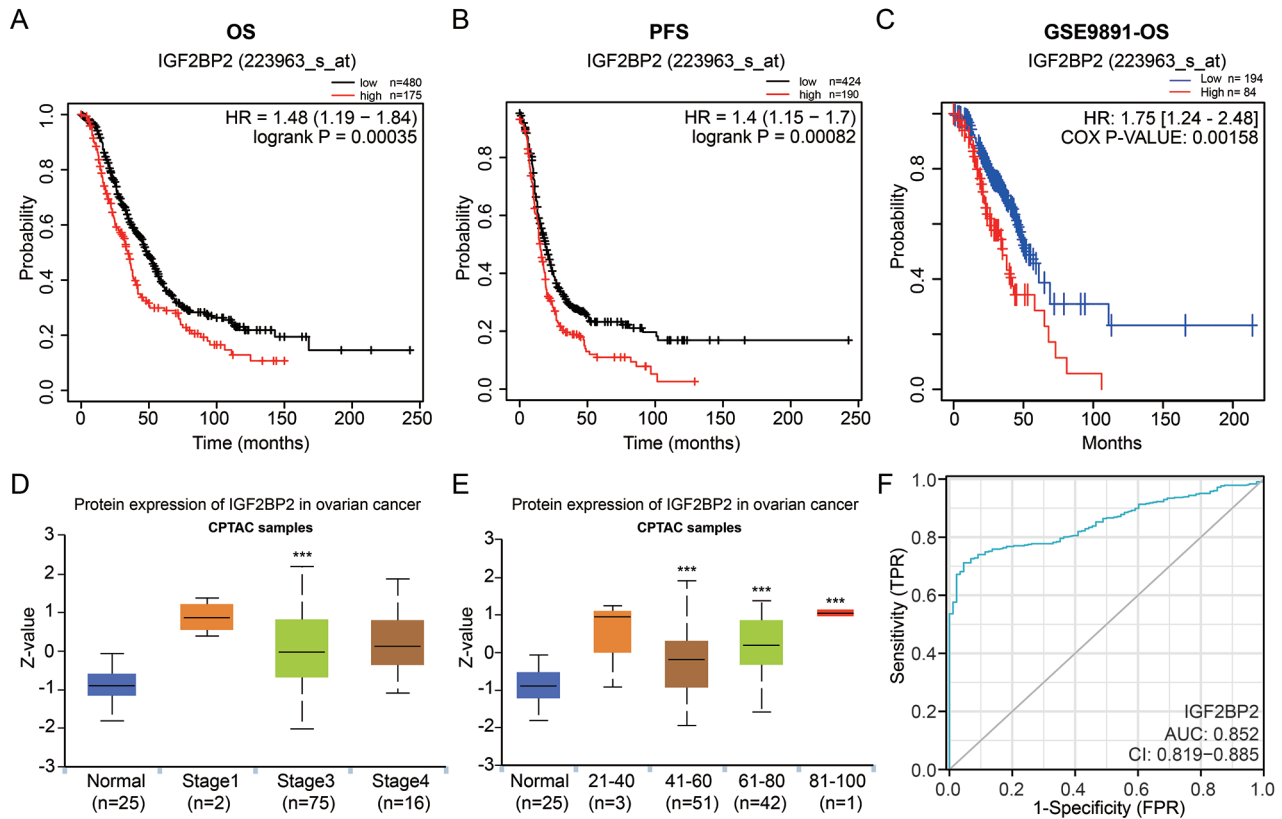 A
OS
IGF2BP2 (223963_s_at)
low n=480
high n=175
HR = 1.48 (1.19 − 1.84)
logrank P = 0.00035
Probability
1.0
0.8
0.6
0.4
0.2
0.0
0 50 100 150 200 250
Time (months)
B
PFS
IGF2BP2 (223963_s_at)
low n=424
high n=190
HR = 1.4 (1.15 − 1.7)
logrank P = 0.00082
Probability
0.8
0.6
0.4
0.2
0.0
0 50 100 150 200 250
Time (months)
C
GSE9891-OS
IGF2BP2 (223963_s_at)
Low n= 194
High n= 84
HR: 1.75 [1.24 - 2.48]
COX P-VALUE: 0.00158
Probability
0.8
0.4
0.0
0 50 100 150 200
Months
D
Protein expression of IGF2BP2 in ovarian cancer
CPTAC samples
Z-value
3
2
1
0
-1
-2
-3
***
Normal Stage1 Stage3 Stage4
(n=25) (n=2) (n=75) (n=16)
E
Protein expression of IGF2BP2 in ovarian cancer
CPTAC samples
Z-value
3
2
1
0
-1
-2
-3
*** *** ***
Normal 21-40 41-60 61-80 81-100
(n=25) (n=3) (n=51) (n=42) (n=1)
F
Sensitivity (TPR)
1.0
0.8
0.6
0.4
0.2
0.0
IGF2BP2
AUC: 0.852
CI: 0.819−0.885
0.0 0.2 0.4 0.6 0.8 1.0
1-Specificity (FPR)